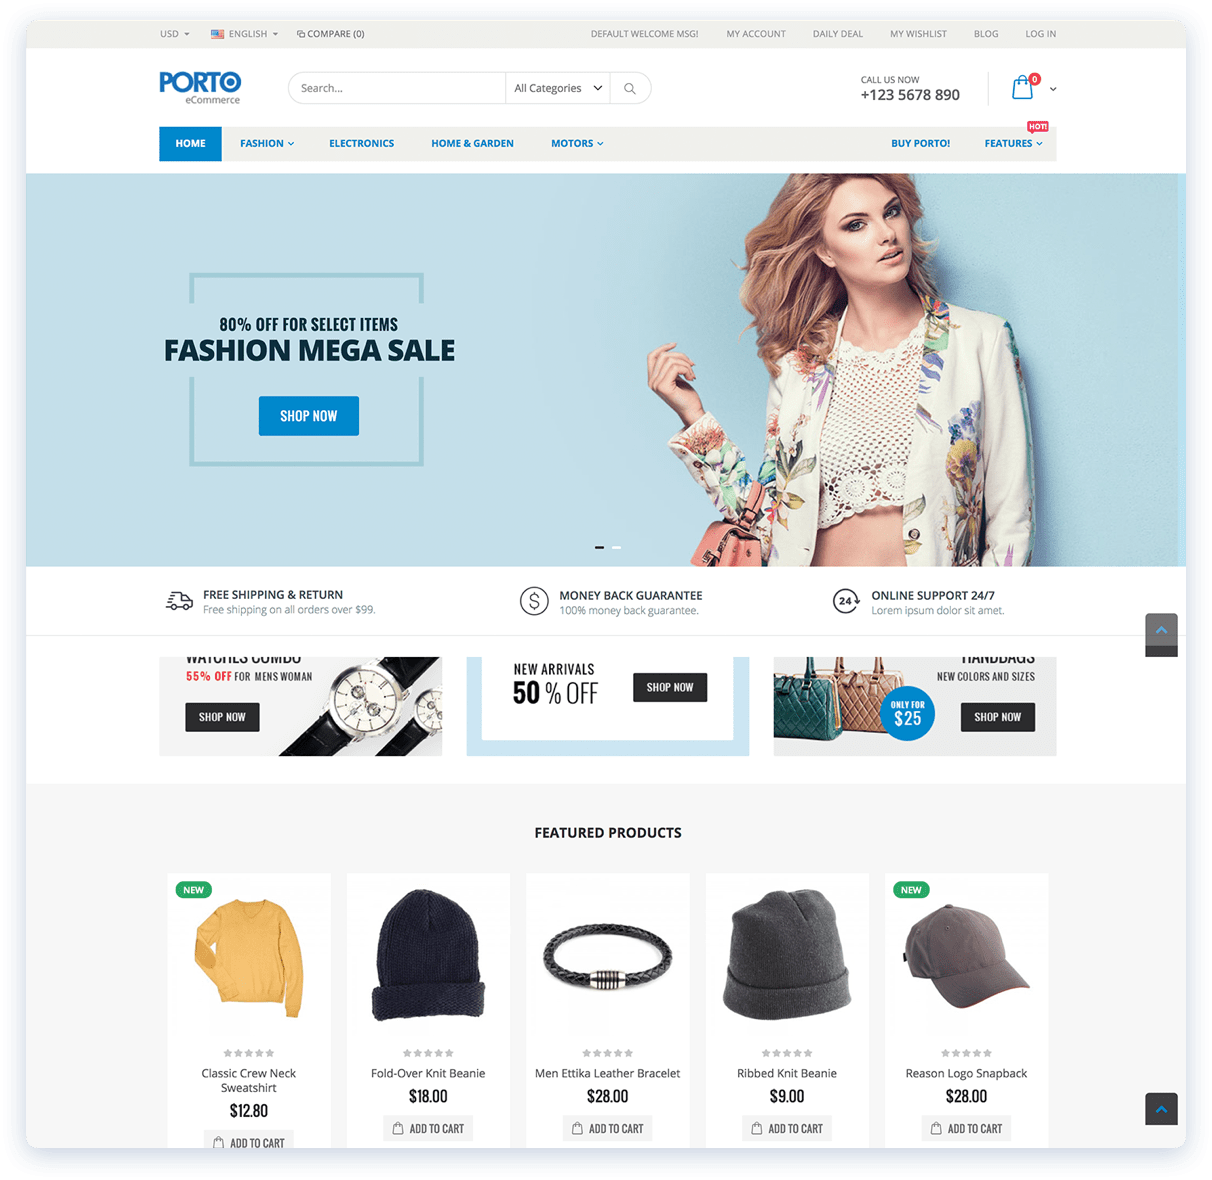 USD ENGLISH COMPARE (0) DEFAULT WELCOME MSG! MY ACCOUNT DAILY DEAL MY WISHLIST BLOG LOG IN
PORTO
eCommerce
Search... All Categories
CALL US NOW
+123 5678 890
0
HOT!
HOME FASHION ELECTRONICS HOME & GARDEN MOTORS BUY PORTO! FEATURES
80% OFF FOR SELECT ITEMS
FASHION MEGA SALE
SHOP NOW
FREE SHIPPING & RETURN
Free shipping on all orders over $99.
MONEY BACK GUARANTEE
100% money back guarantee.
24
ONLINE SUPPORT 24/7
Lorem ipsum dolor sit amet.
WATCHES COMBO
55% OFF FOR MENS WOMAN
SHOP NOW
NEW ARRIVALS
50 % OFF
SHOP NOW
HANDBAGS
NEW COLORS AND SIZES
ONLY FOR
$25
SHOP NOW
FEATURED PRODUCTS
NEW
Classic Crew Neck
Sweatshirt
$12.80
ADD TO CART
Fold-Over Knit Beanie
$18.00
ADD TO CART
Men Ettika Leather Bracelet
$28.00
ADD TO CART
Ribbed Knit Beanie
$9.00
ADD TO CART
NEW
Reason Logo Snapback
$28.00
ADD TO CART